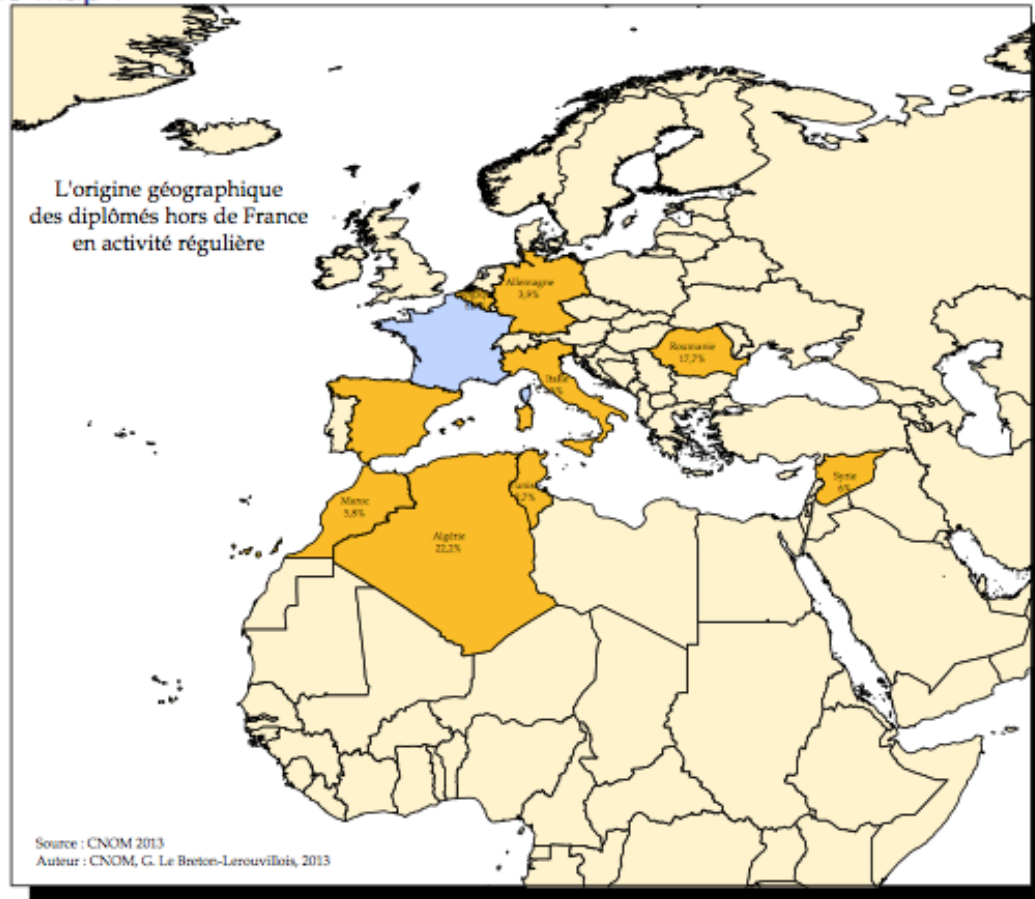 L'origine géographique
des diplômés hors de France
en activité régulière
Allemagne
3,9%
Roumanie
17,7%
Italie
Syrie
6%
Maroc
5,8%
Algérie
22,2%
Source : CNOM 2013
Auteur : CNOM, G. Le Breton-Lerouvillois, 2013